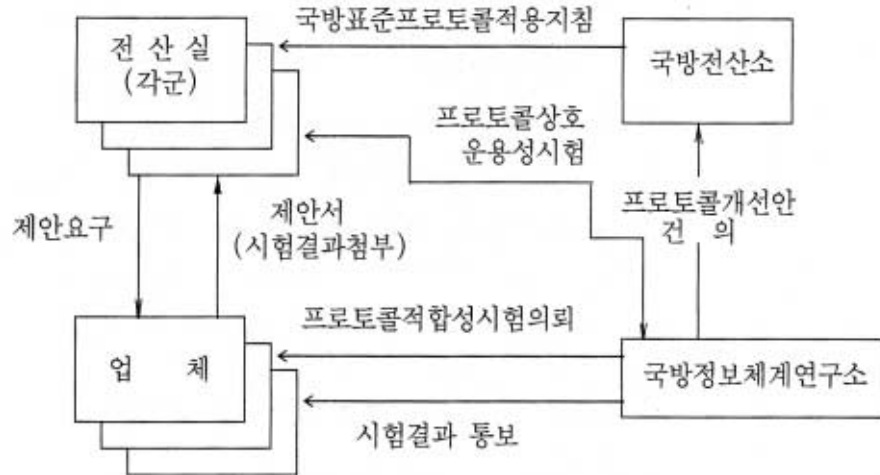 국방표준프로토콜적용지침
전 산 실
(각군)
국방전산소
프로토콜상호
운용성시험
프로토콜개선안
건 의
제안요구
제안서
(시험결과첨부)
프로토콜적합성시험의뢰
업 체
국방정보체계연구소
시험결과 통보